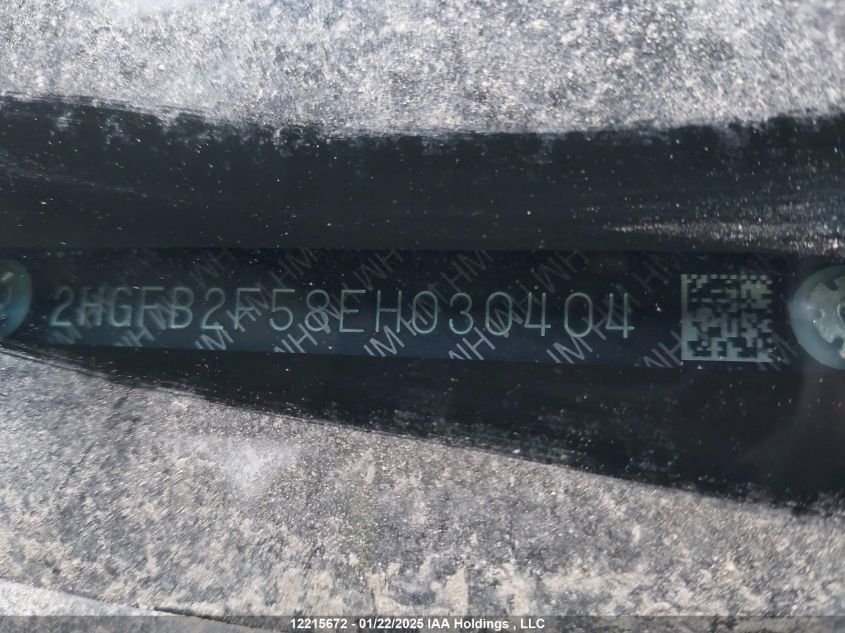 2HGFB2F58EH030404
12215672 - 01/22/2025 IAA Holdings , LLC